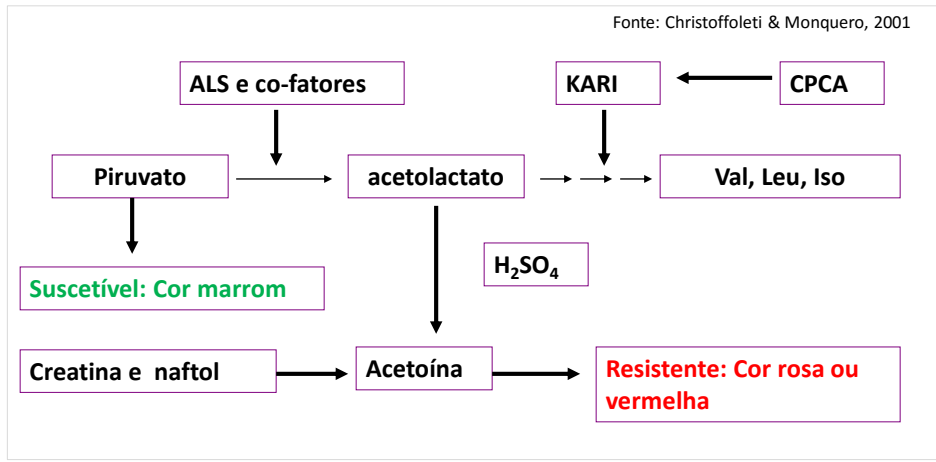 Fonte: Christoffoleti & Monquero, 2001
ALS e co-fatores
KARI
CPCA
Piruvato
acetolactato
Val, Leu, Iso
H₂SO₄
Suscetível: Cor marrom
Creatina e naftol
Acetoína
Resistente: Cor rosa ou
vermelha